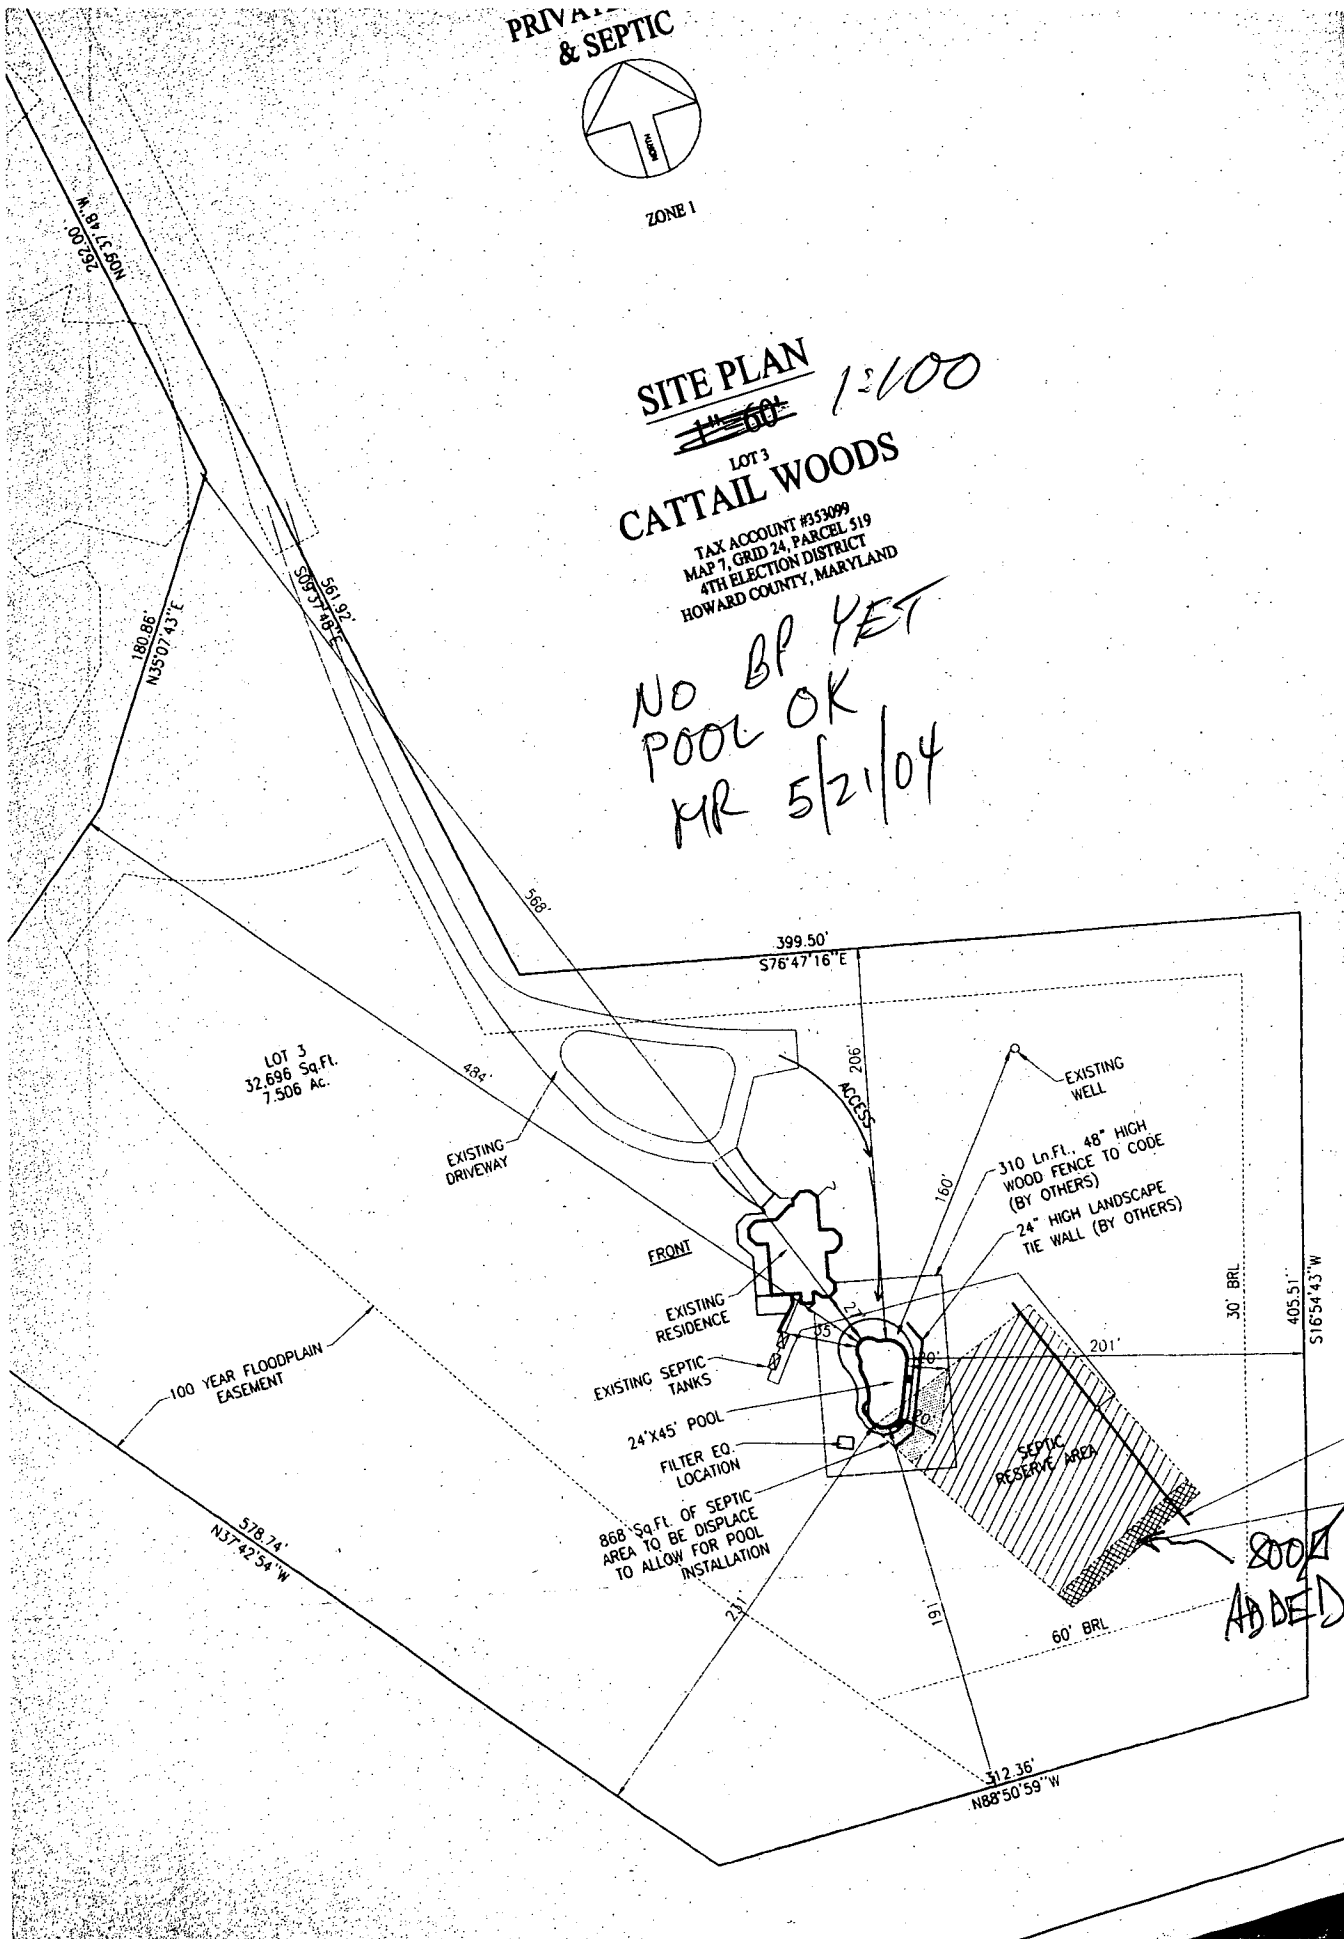 & SEPTIC
NORTH
ZONE 1
SITE PLAN
1"=60'
1"=100
LOT 3
CATTAIL WOODS
TAX ACCOUNT #353099
MAP 7, GRID 24, PARCEL 519
4TH ELECTION DISTRICT
HOWARD COUNTY, MARYLAND
NO BP YET
POOL OK
MR 5/21/04
262.00'
N09°37'48"W
561.92'
S09°37'48"E
180.86'
N35°07'43"E
568'
399.50'
S76°47'16"E
LOT 3
32,696 Sq.Ft.
7.506 Ac.
484'
206'
ACCESS
EXISTING
WELL
EXISTING
DRIVEWAY
160'
310 Ln.Ft., 48" HIGH
WOOD FENCE TO CODE
(BY OTHERS)
24" HIGH LANDSCAPE
TIE WALL (BY OTHERS)
FRONT
EXISTING
RESIDENCE
27'
35'
30' BRL
405.51'
S16°54'43"W
201'
20'
20'
EXISTING SEPTIC
TANKS
100 YEAR FLOODPLAIN
EASEMENT
24'X45' POOL
FILTER EQ.
LOCATION
SEPTIC
RESERVE AREA
868 Sq.Ft. OF SEPTIC
AREA TO BE DISPLACE
TO ALLOW FOR POOL
INSTALLATION
578.74'
N37°42'54"W
800
ADDED
231'
191'
60' BRL
312.36'
N88°50'59"W